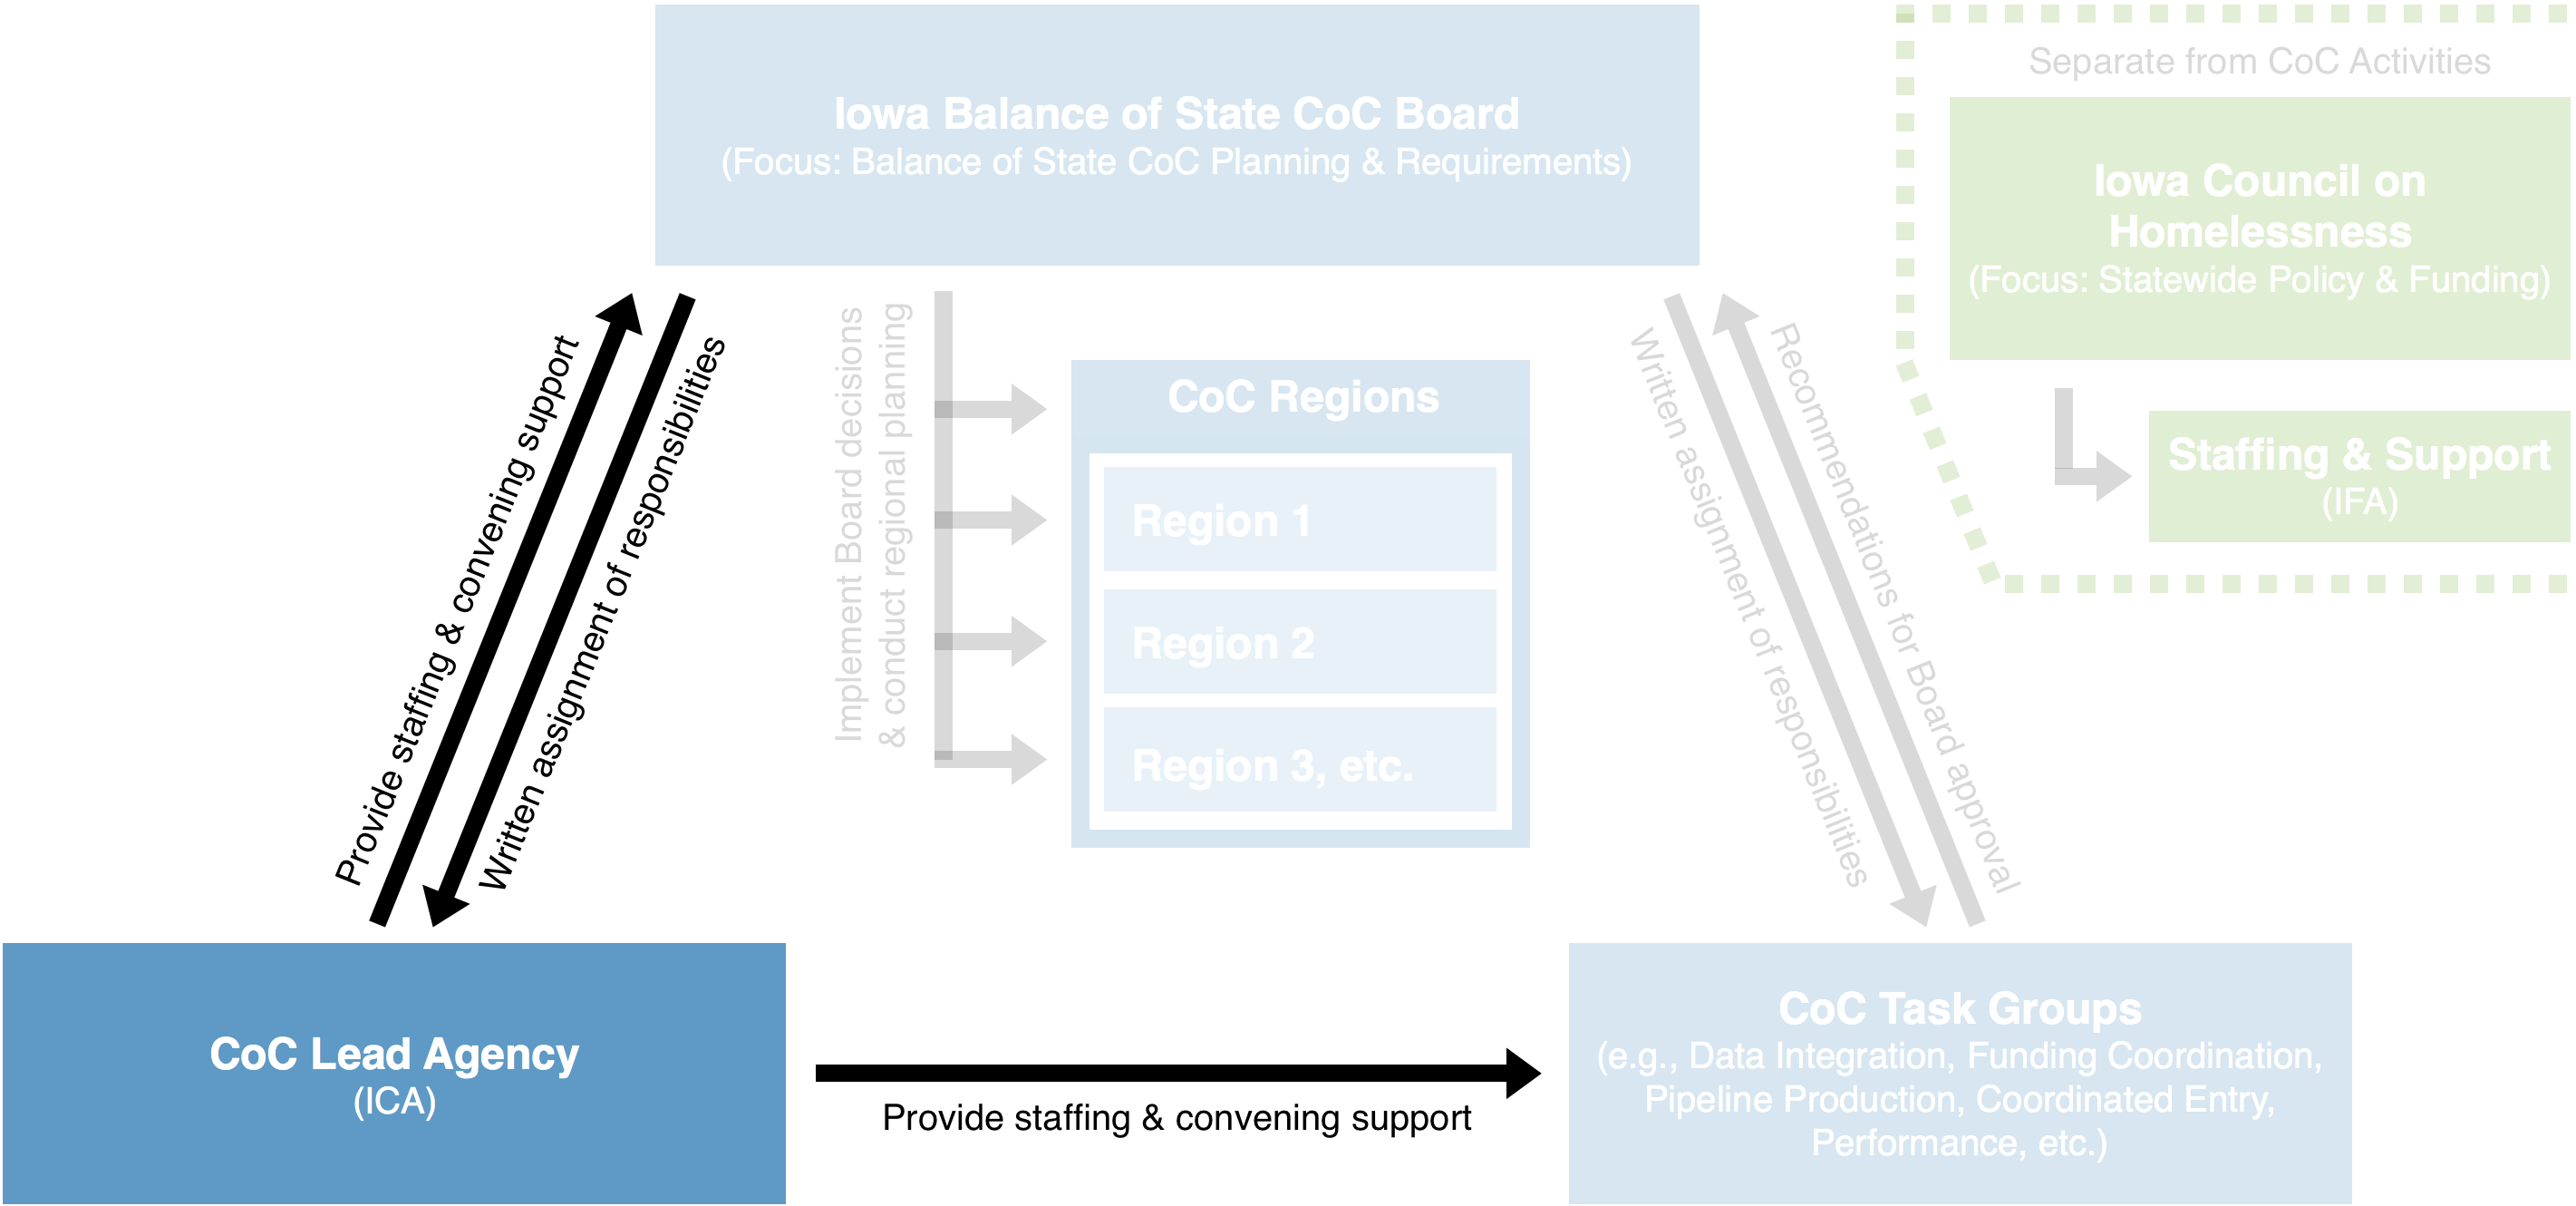 Iowa Balance of State CoC Board
(Focus: Balance of State CoC Planning & Requirements)
Separate from CoC Activities
Iowa Council on
Homelessness
(Focus: Statewide Policy & Funding)
Staffing & Support
(IFA)
Provide staffing & convening support
Written assignment of responsibilities
Implement Board decisions
& conduct regional planning
CoC Regions
Region 1
Region 2
Region 3, etc.
Written assignment of responsibilities
Recommendations for Board approval
CoC Lead Agency
(ICA)
Provide staffing & convening support
CoC Task Groups
(e.g., Data Integration, Funding Coordination,
Pipeline Production, Coordinated Entry,
Performance, etc.)